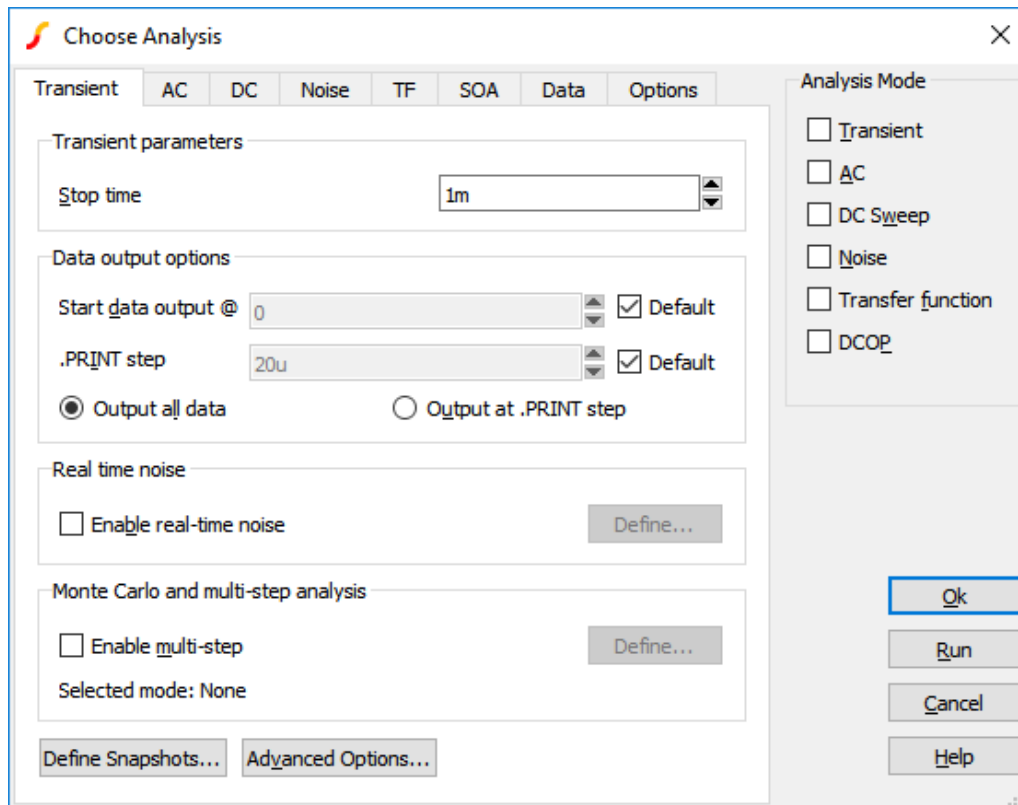 Choose Analysis
Transient AC DC Noise TF SOA Data Options
Transient parameters
Stop time 1m
Data output options
Start data output @ 0 Default
.PRINT step 20u Default
Output all data Output at .PRINT step
Real time noise
Enable real-time noise Define...
Monte Carlo and multi-step analysis
Enable multi-step Define...
Selected mode: None
Define Snapshots... Advanced Options...
Analysis Mode
Transient
AC
DC Sweep
Noise
Transfer function
DCOP
Ok
Run
Cancel
Help